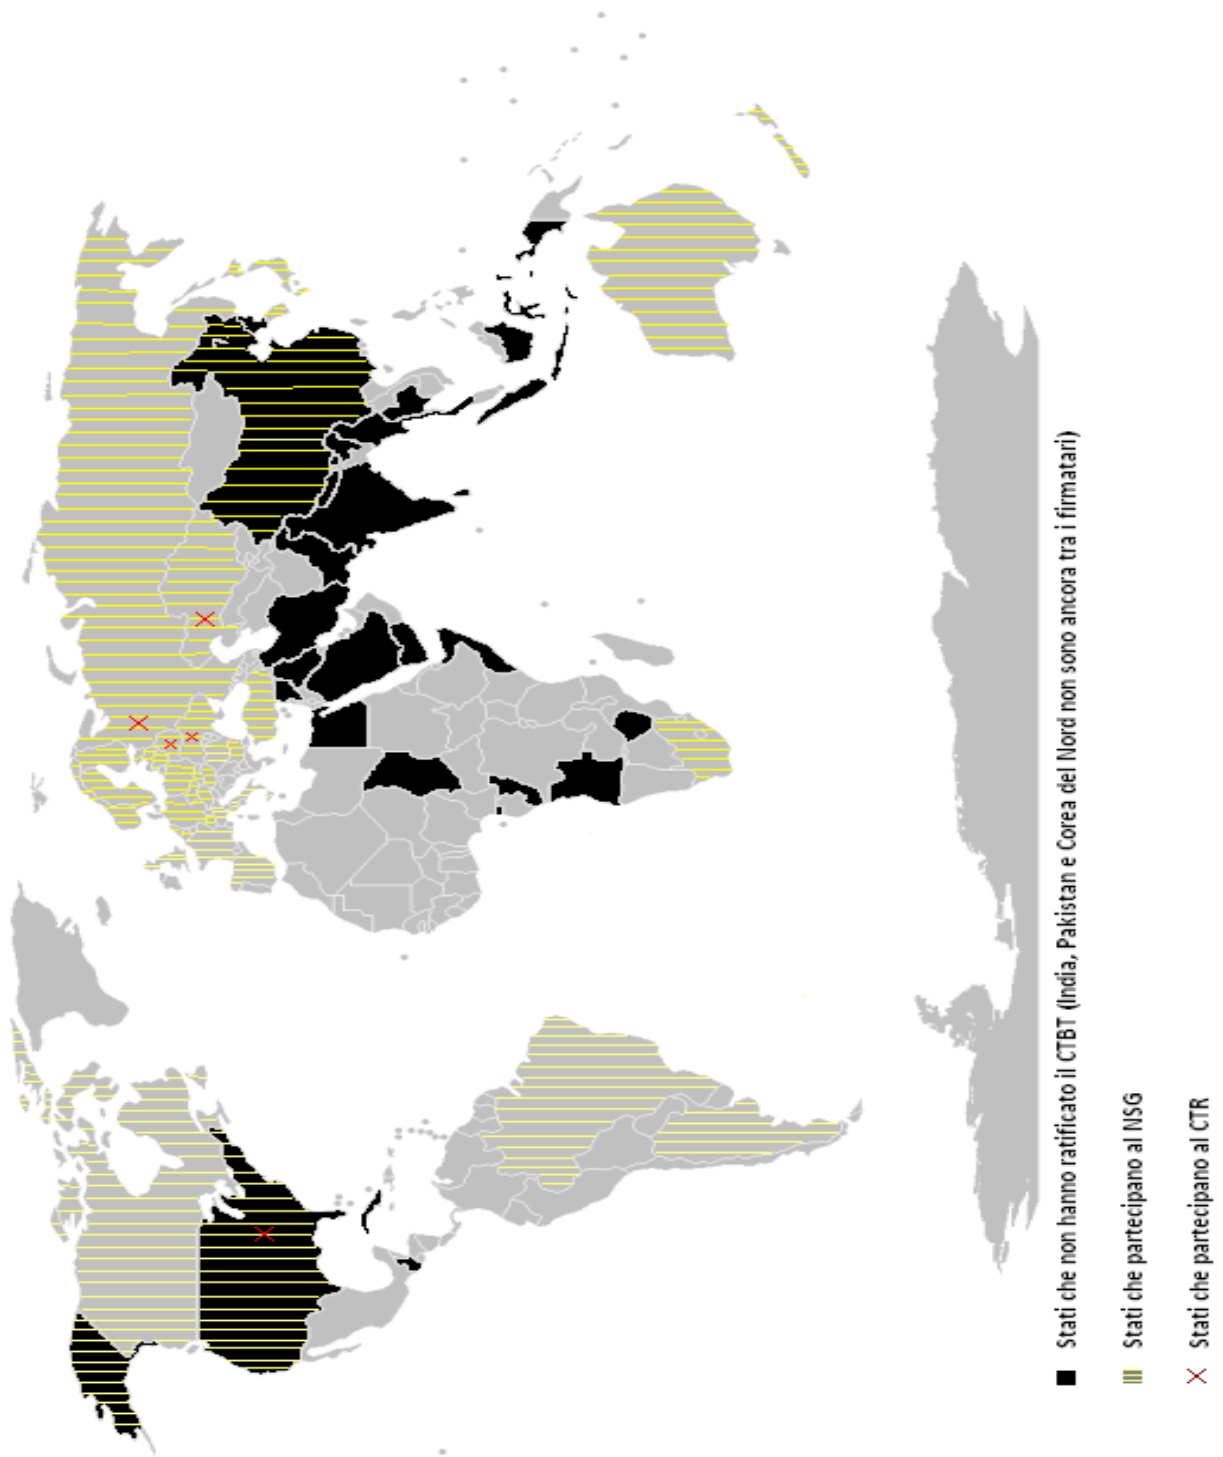 Stati che non hanno ratificato il CTBT (India, Pakistan e Corea del Nord non sono ancora tra i firmatari)
Stati che partecipano al NSG
Stati che partecipano al CTR